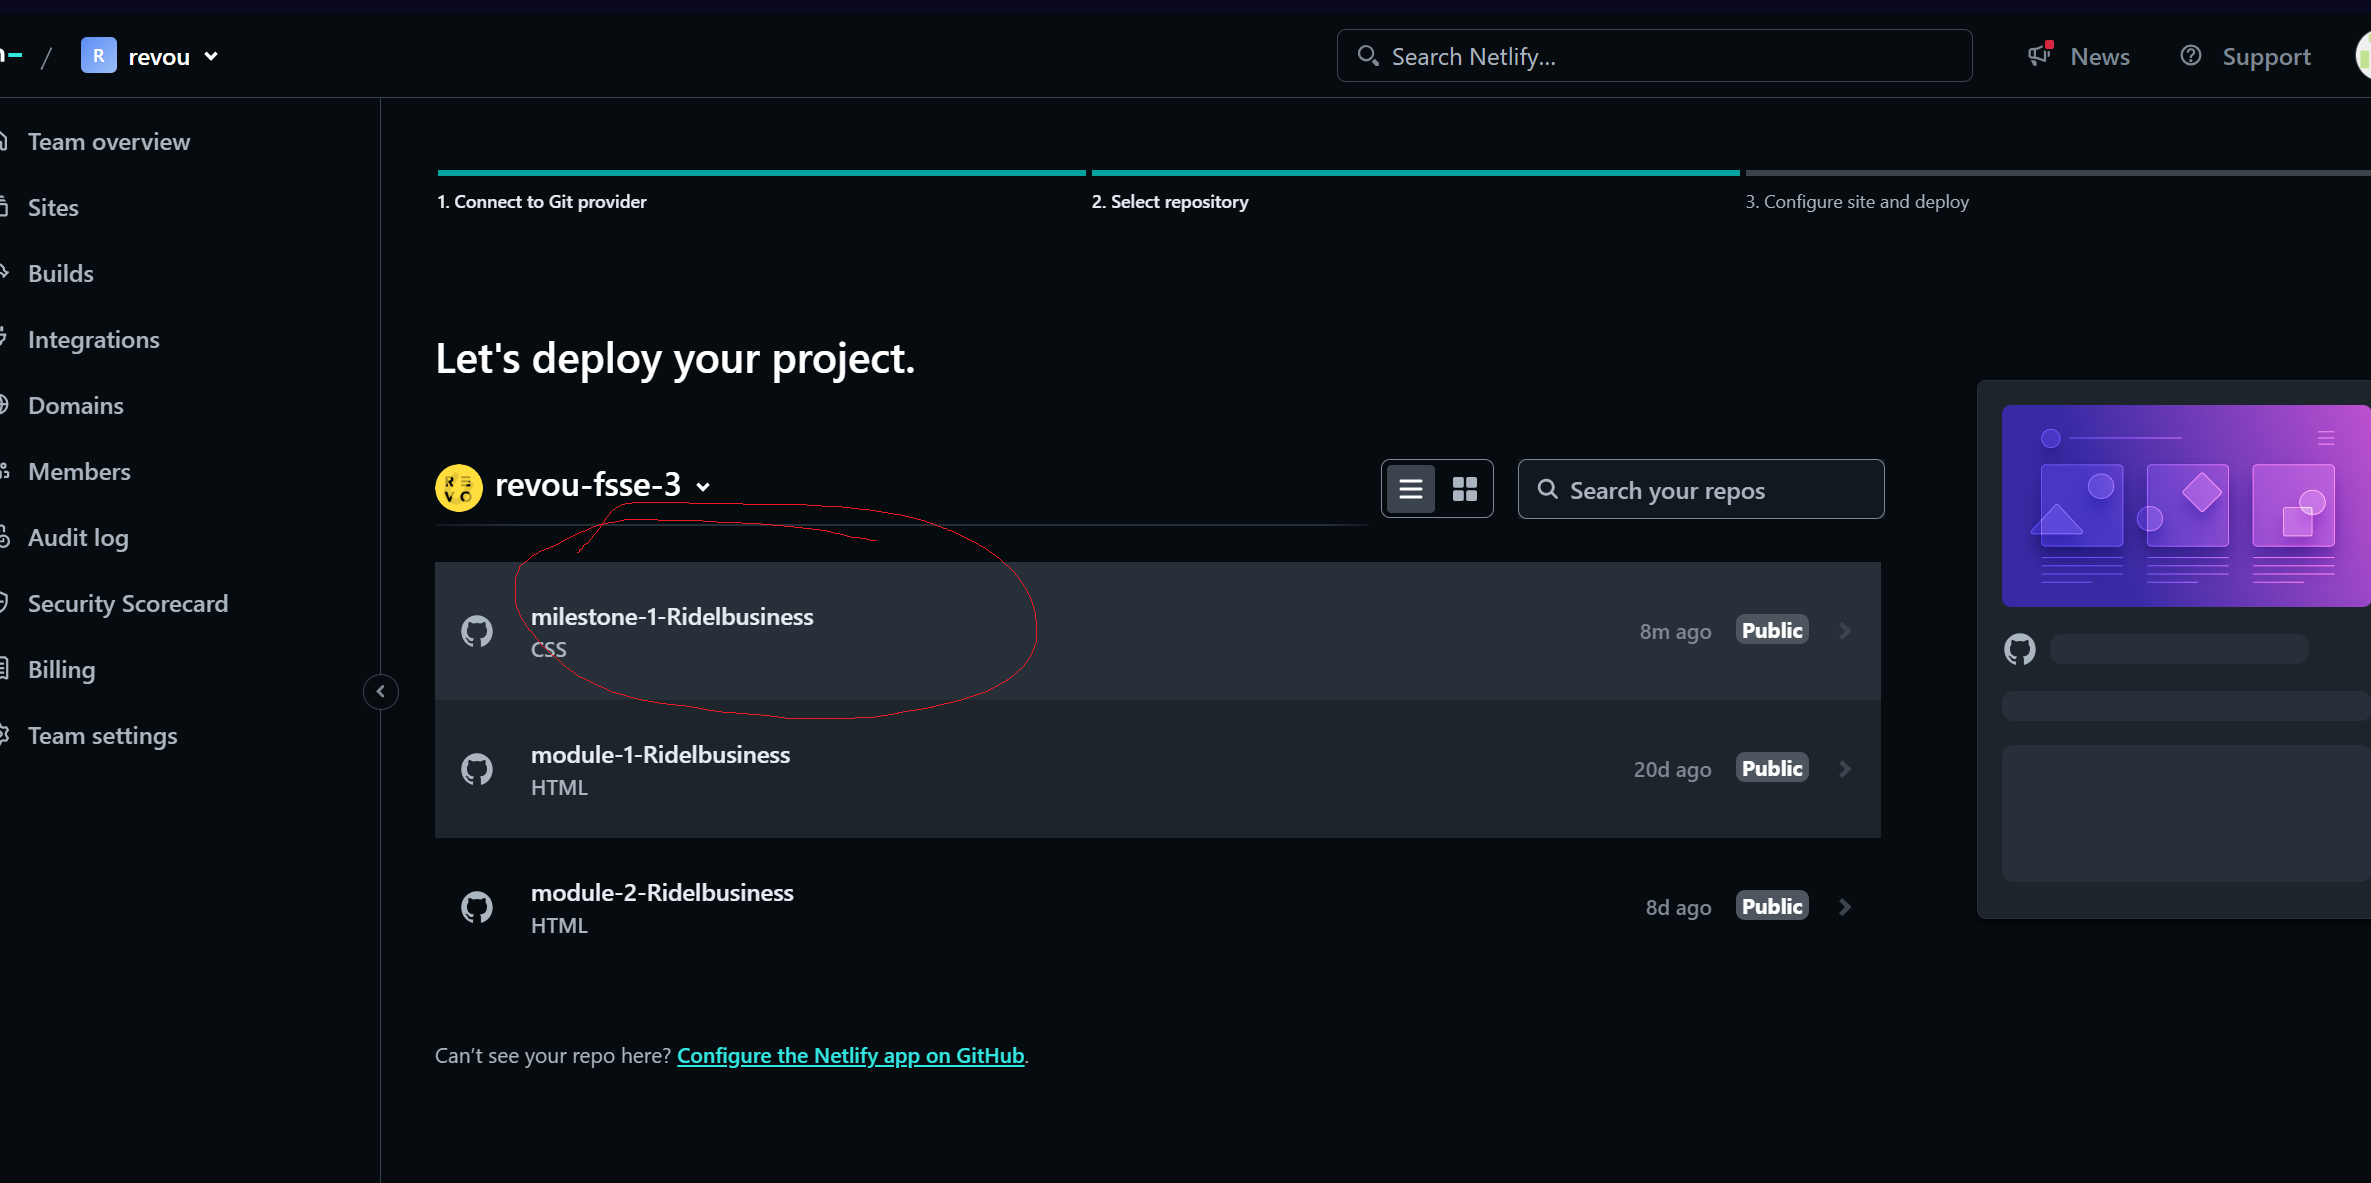 / R revou
Search Netlify...
News
Support
Team overview
Sites
Builds
Integrations
Domains
Members
Audit log
Security Scorecard
Billing
Team settings
1. Connect to Git provider
2. Select repository
3. Configure site and deploy
Let's deploy your project.
revou-fsse-3
Search your repos
milestone-1-Ridelbusiness
CSS
8m ago
Public
module-1-Ridelbusiness
HTML
20d ago
Public
module-2-Ridelbusiness
HTML
8d ago
Public
Can’t see your repo here? Configure the Netlify app on GitHub.